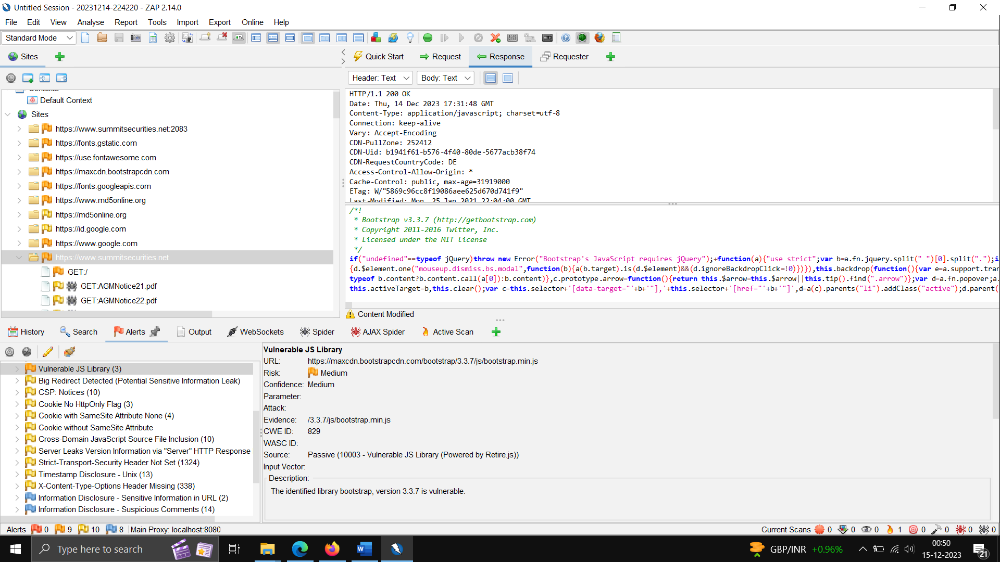 Untitled Session - 20231214-224220 - ZAP 2.14.0
File Edit View Analyse Report Tools Import Export Online Help
Standard Mode
Sites
Quick Start Request Response Requester
Header: Text Body: Text
Contexts
Default Context
Sites
https://www.summitsecurities.net:2083
https://fonts.gstatic.com
https://use.fontawesome.com
https://maxcdn.bootstrapcdn.com
https://fonts.googleapis.com
https://www.md5online.org
https://md5online.org
https://id.google.com
https://www.google.com
https://www.summitsecurities.net
GET:/
GET:AGMNotice21.pdf
GET:AGMNotice22.pdf
HTTP/1.1 200 OK
Date: Thu, 14 Dec 2023 17:31:48 GMT
Content-Type: application/javascript; charset=utf-8
Connection: keep-alive
Vary: Accept-Encoding
CDN-PullZone: 252412
CDN-Uid: b1941f61-b576-4f40-80de-5677acb38f74
CDN-RequestCountryCode: DE
Access-Control-Allow-Origin: *
Cache-Control: public, max-age=31919000
ETag: W/"5869c96cc8f19086aee625d670d741f9"
Last-Modified: Mon, 25 Jan 2021 22:04:00 GMT
/*!
* Bootstrap v3.3.7 (http://getbootstrap.com)
* Copyright 2011-2016 Twitter, Inc.
* Licensed under the MIT license
*/
if("undefined"==typeof jQuery)throw new Error("Bootstrap's JavaScript requires jQuery");+function(a){"use strict";var b=a.fn.jquery.split(" ")[0].split(".");i
{d.$element.one("mouseup.dismiss.bs.modal",function(b){a(b.target).is(d.$element)&&(d.ignoreBackdropClick=!0)})}),this.backdrop(function(){var e=a.support.tran
typeof b.content?b.content.call(a[0]):b.content)},c.prototype.arrow=function(){return this.$arrow=this.$arrow||this.tip().find(".arrow")};var d=a.fn.popover;a.
this.activeTarget=b,this.clear();var c=this.selector+'[data-target="'+b+'"],'+this.selector+'[href="'+b+'"]',d=a(c).parents("li").addClass("active");d.parent(
Content Modified
History Search Alerts Output WebSockets Spider AJAX Spider Active Scan
Vulnerable JS Library (3)
Big Redirect Detected (Potential Sensitive Information Leak)
CSP: Notices (10)
Cookie No HttpOnly Flag (3)
Cookie with SameSite Attribute None (4)
Cookie without SameSite Attribute
Cross-Domain JavaScript Source File Inclusion (10)
Server Leaks Version Information via "Server" HTTP Response
Strict-Transport-Security Header Not Set (1324)
Timestamp Disclosure - Unix (13)
X-Content-Type-Options Header Missing (338)
Information Disclosure - Sensitive Information in URL (2)
Information Disclosure - Suspicious Comments (14)
Vulnerable JS Library
URL: https://maxcdn.bootstrapcdn.com/bootstrap/3.3.7/js/bootstrap.min.js
Risk: Medium
Confidence: Medium
Parameter:
Attack:
Evidence: /3.3.7/js/bootstrap.min.js
CWE ID: 829
WASC ID:
Source: Passive (10003 - Vulnerable JS Library (Powered by Retire.js))
Input Vector:
Description:
The identified library bootstrap, version 3.3.7 is vulnerable.
Alerts 0 9 10 8 Main Proxy: localhost:8080
Current Scans 0 0 0 1 0 0 0 0
Type here to search
GBP/INR +0.96%
00:50
15-12-2023
21